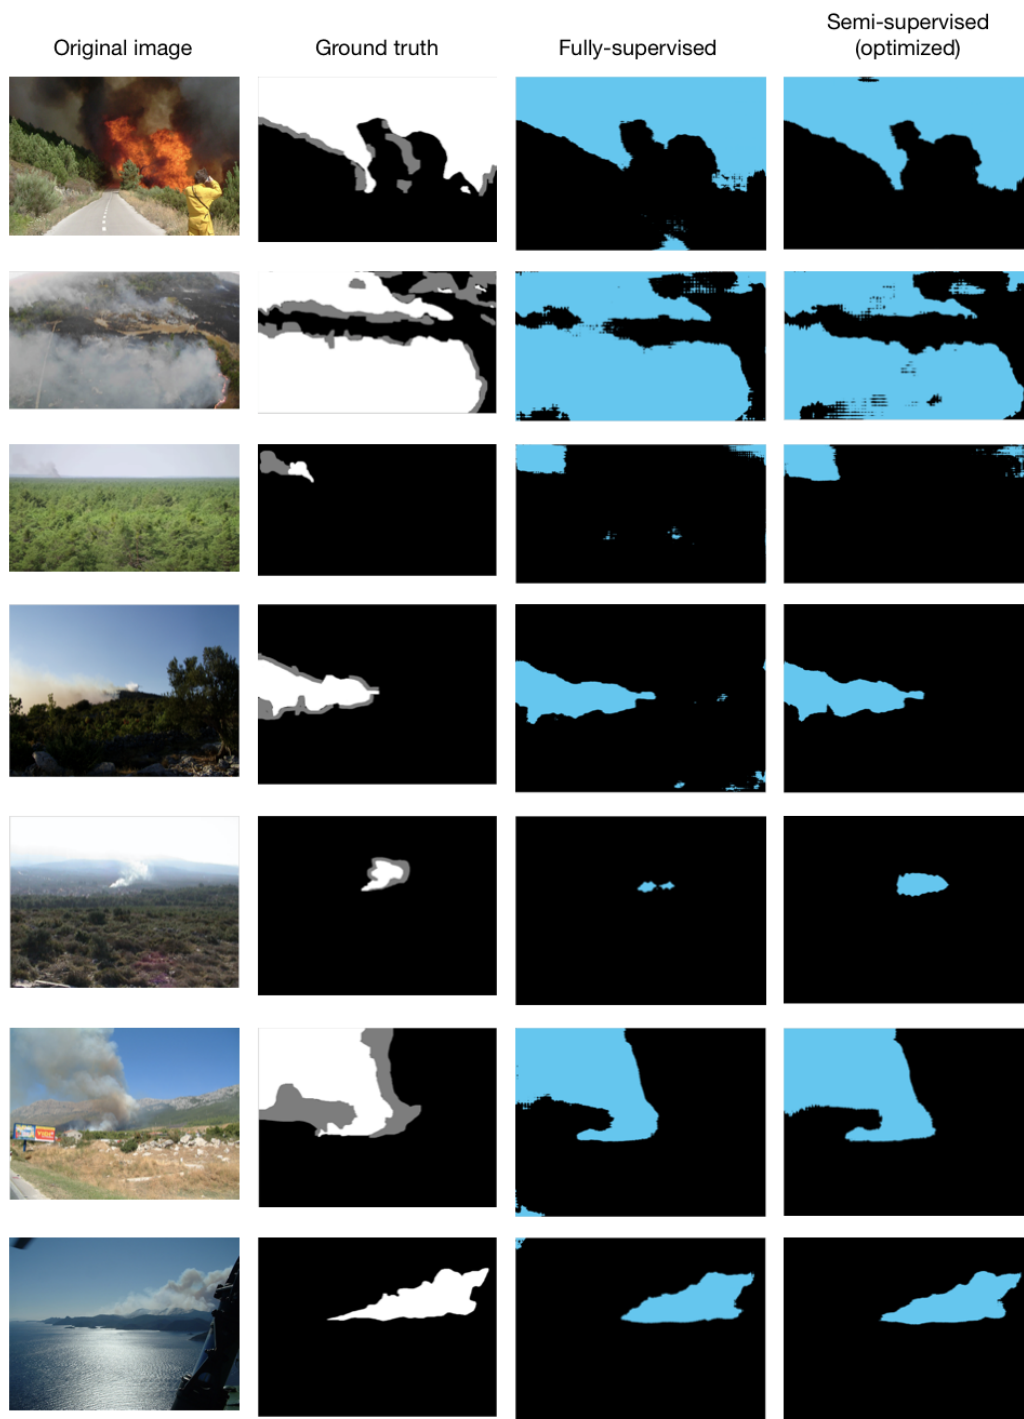 Original image
Ground truth
Fully-supervised
Semi-supervised
(optimized)